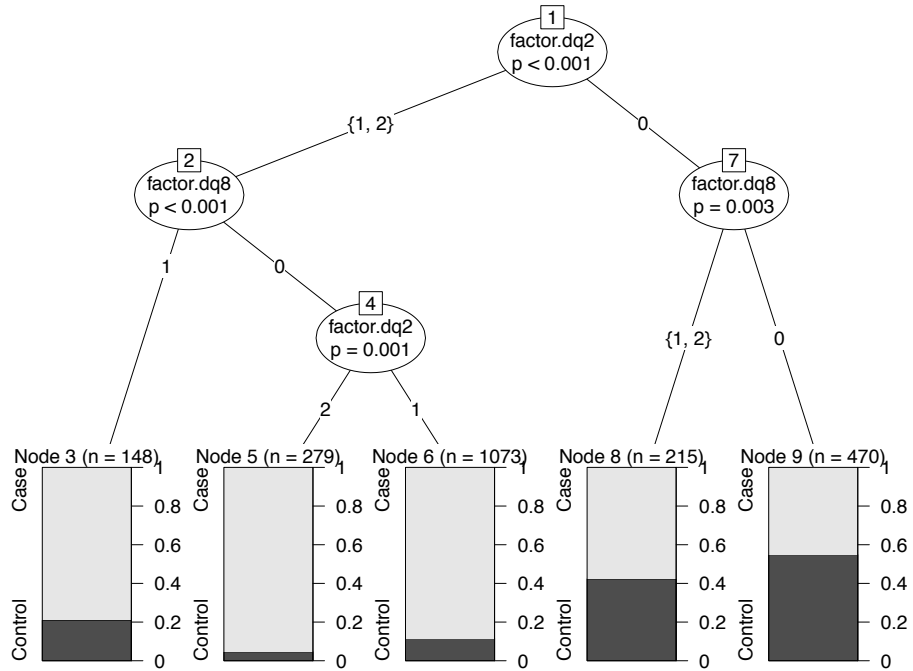 1
factor.dq2
p < 0.001
{1, 2}
0
2
factor.dq8
p < 0.001
7
factor.dq8
p = 0.003
1
0
4
factor.dq2
p = 0.001
{1, 2}
0
2
1
Node 3 (n = 148)
Case
Control
1
0.8
0.6
0.4
0.2
0
Node 5 (n = 279)
Case
Control
1
0.8
0.6
0.4
0.2
0
Node 6 (n = 1073)
Case
Control
1
0.8
0.6
0.4
0.2
0
Node 8 (n = 215)
Case
Control
1
0.8
0.6
0.4
0.2
0
Node 9 (n = 470)
Case
Control
1
0.8
0.6
0.4
0.2
0